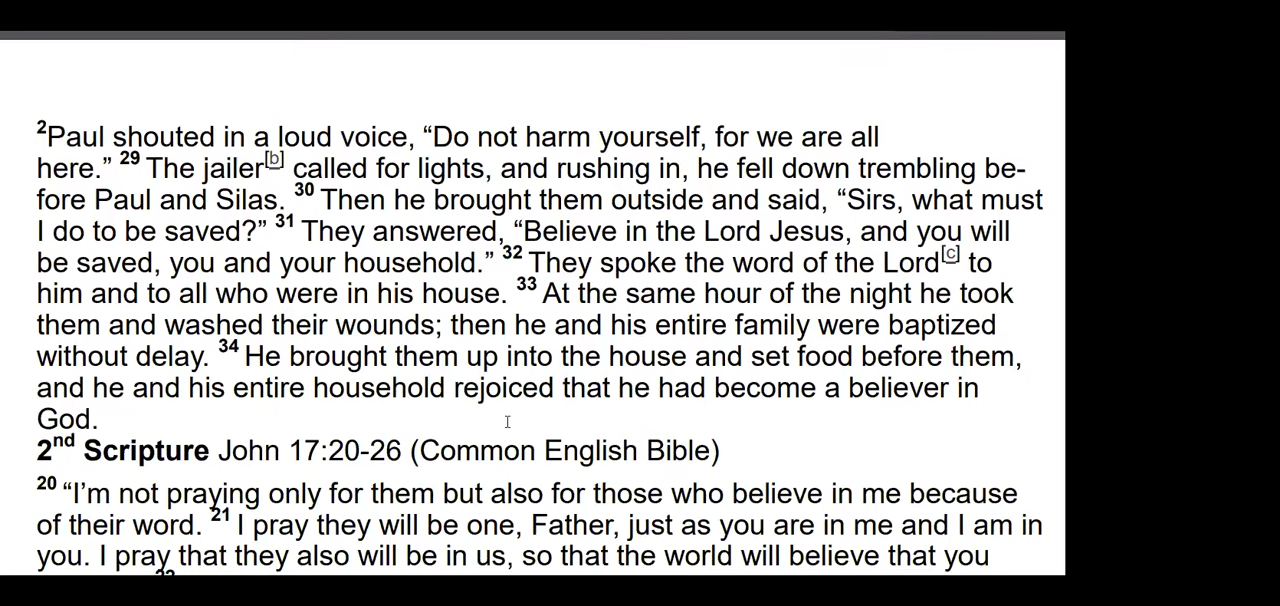 2Paul shouted in a loud voice, “Do not harm yourself, for we are all
here.” 29 The jailer[b] called for lights, and rushing in, he fell down trembling be-
fore Paul and Silas. 30 Then he brought them outside and said, “Sirs, what must
I do to be saved?” 31 They answered, “Believe in the Lord Jesus, and you will
be saved, you and your household.” 32 They spoke the word of the Lord[c] to
him and to all who were in his house. 33 At the same hour of the night he took
them and washed their wounds; then he and his entire family were baptized
without delay. 34 He brought them up into the house and set food before them,
and he and his entire household rejoiced that he had become a believer in
God.
2nd Scripture John 17:20-26 (Common English Bible)
20 “I’m not praying only for them but also for those who believe in me because
of their word. 21 I pray they will be one, Father, just as you are in me and I am in
you. I pray that they also will be in us, so that the world will believe that you